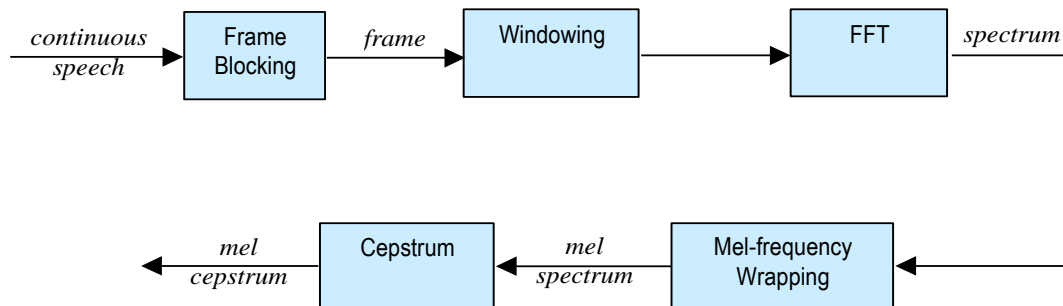 continuous
speech
Frame
Blocking
frame
Windowing
FFT
spectrum
mel
cepstrum
Cepstrum
mel
spectrum
Mel-frequency
Wrapping